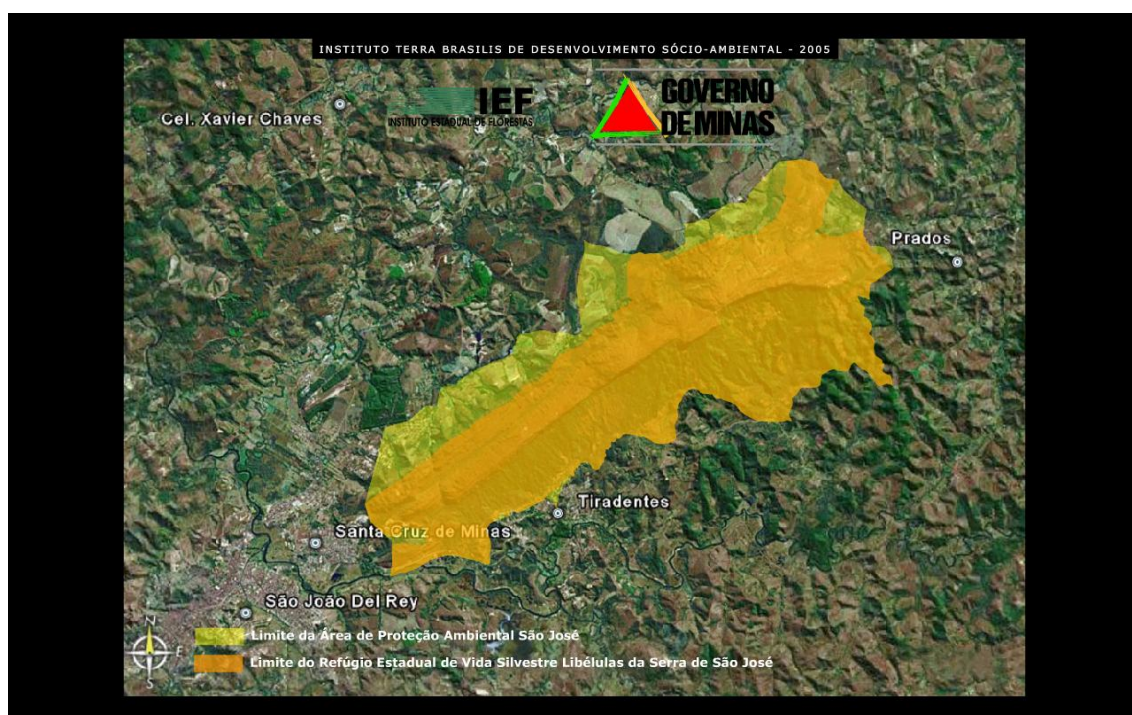 INSTITUTO TERRA BRASILIS DE DESENVOLVIMENTO SÓCIO-AMBIENTAL - 2005
IEF
INSTITUTO ESTADUAL DE FLORESTAS
GOVERNO
DE MINAS
Cel. Xavier Chaves
Prados
Tiradentes
Santa Cruz de Minas
São João Del Rey
N
E
S
Limite da Área de Proteção Ambiental São José
Limite do Refúgio Estadual de Vida Silvestre Libélulas da Serra de São José